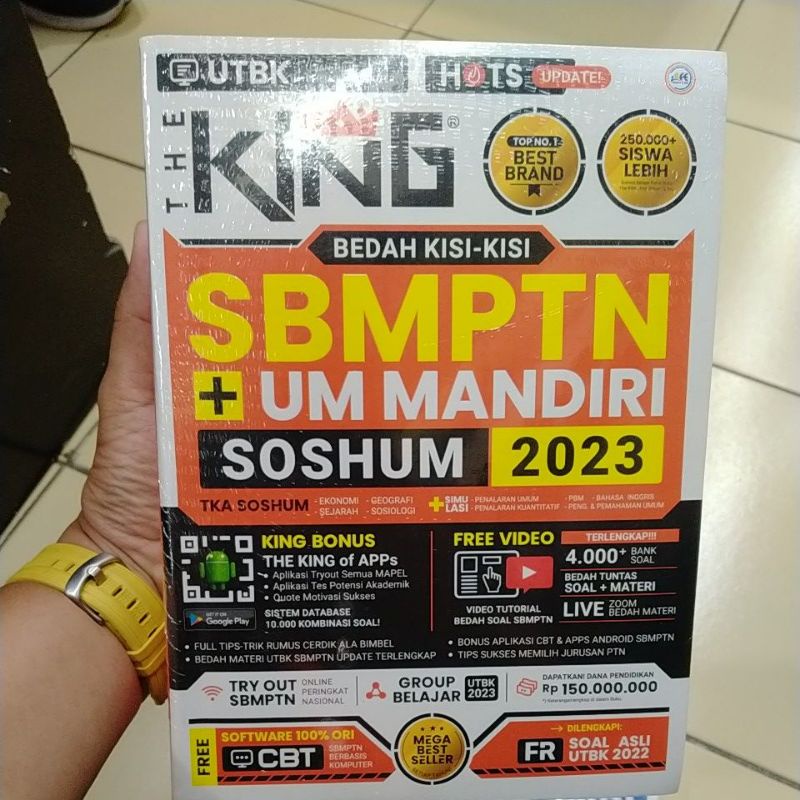 UTBK
HOTS UPDATE!
THE KING®
TOP NO. 1
BEST
BRAND
250.000+
SISWA
LEBIH
BEDAH KISI-KISI
SBMPTN
+ UM MANDIRI
SOSHUM 2023
TKA SOSHUM
- EKONOMI - GEOGRAFI
- SEJARAH - SOSIOLOGI
+SIMU
LASI
- PENALARAN UMUM - PBM - BAHASA INGGRIS
- PENALARAN KUANTITATIF - PENG. & PEMAHAMAN UMUM
KING BONUS
THE KING of APPs
• Aplikasi Tryout Semua MAPEL
• Aplikasi Tes Potensi Akademik
• Quote Motivasi Sukses
GET IT ON
Google Play
SISTEM DATABASE
10.000 KOMBINASI SOAL!
FREE VIDEO
VIDEO TUTORIAL
BEDAH SOAL SBMPTN
TERLENGKAP!!!
4.000+ BANK
SOAL
BEDAH TUNTAS
SOAL + MATERI
LIVE ZOOM
BEDAH MATERI
• FULL TIPS-TRIK RUMUS CERDIK ALA BIMBEL
• BEDAH MATERI UTBK SBMPTN UPDATE TERLENGKAP
• BONUS APLIKASI CBT & APPS ANDROID SBMPTN
• TIPS SUKSES MEMILIH JURUSAN PTN
TRY OUT
SBMPTN
ONLINE
PERINGKAT
NASIONAL
GROUP
BELAJAR
UTBK
2023
DAPATKAN! DANA PENDIDIKAN
Rp 150.000.000
FREE
SOFTWARE 100% ORI
CBT
SBMPTN
BERBASIS
KOMPUTER
MEGA
BEST
SELLER
→ DILENGKAPI:
FR SOAL ASLI
UTBK 2022